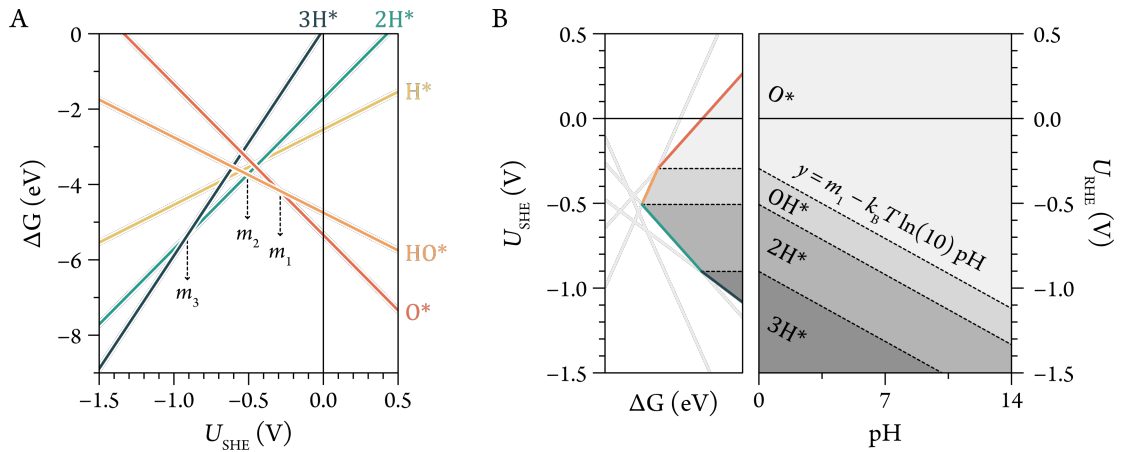 A
3H*
2H*
0
−2
−4
−6
−8
ΔG (eV)
H*
HO*
O*
m₁
m₂
m₃
−1.5
−1.0
−0.5
0.0
0.5
U_SHE (V)
B
0.5
0.0
−0.5
−1.0
−1.5
U_SHE (V)
ΔG (eV)
O*
y = m₁ − k_B T ln(10) pH
OH*
2H*
3H*
0
7
14
pH
0.5
0.0
−0.5
−1.0
−1.5
U_RHE (V)